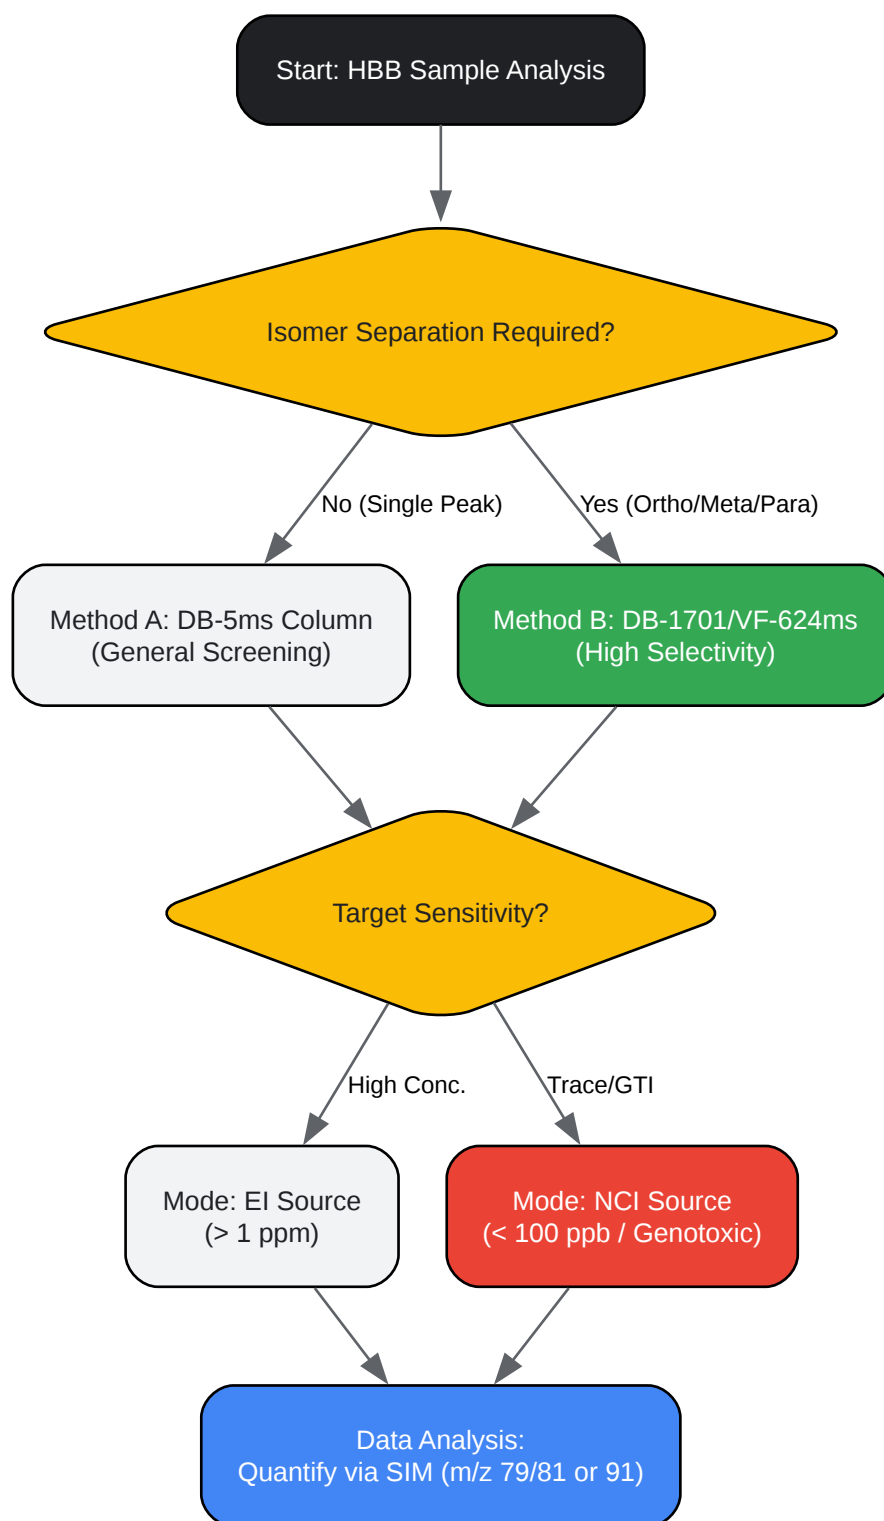 Start: HBB Sample Analysis
Isomer Separation Required?
No (Single Peak)
Yes (Ortho/Meta/Para)
Method A: DB-5ms Column
(General Screening)
Method B: DB-1701/VF-624ms
(High Selectivity)
Target Sensitivity?
High Conc.
Trace/GTI
Mode: EI Source
(> 1 ppm)
Mode: NCI Source
(< 100 ppb / Genotoxic)
Data Analysis:
Quantify via SIM (m/z 79/81 or 91)